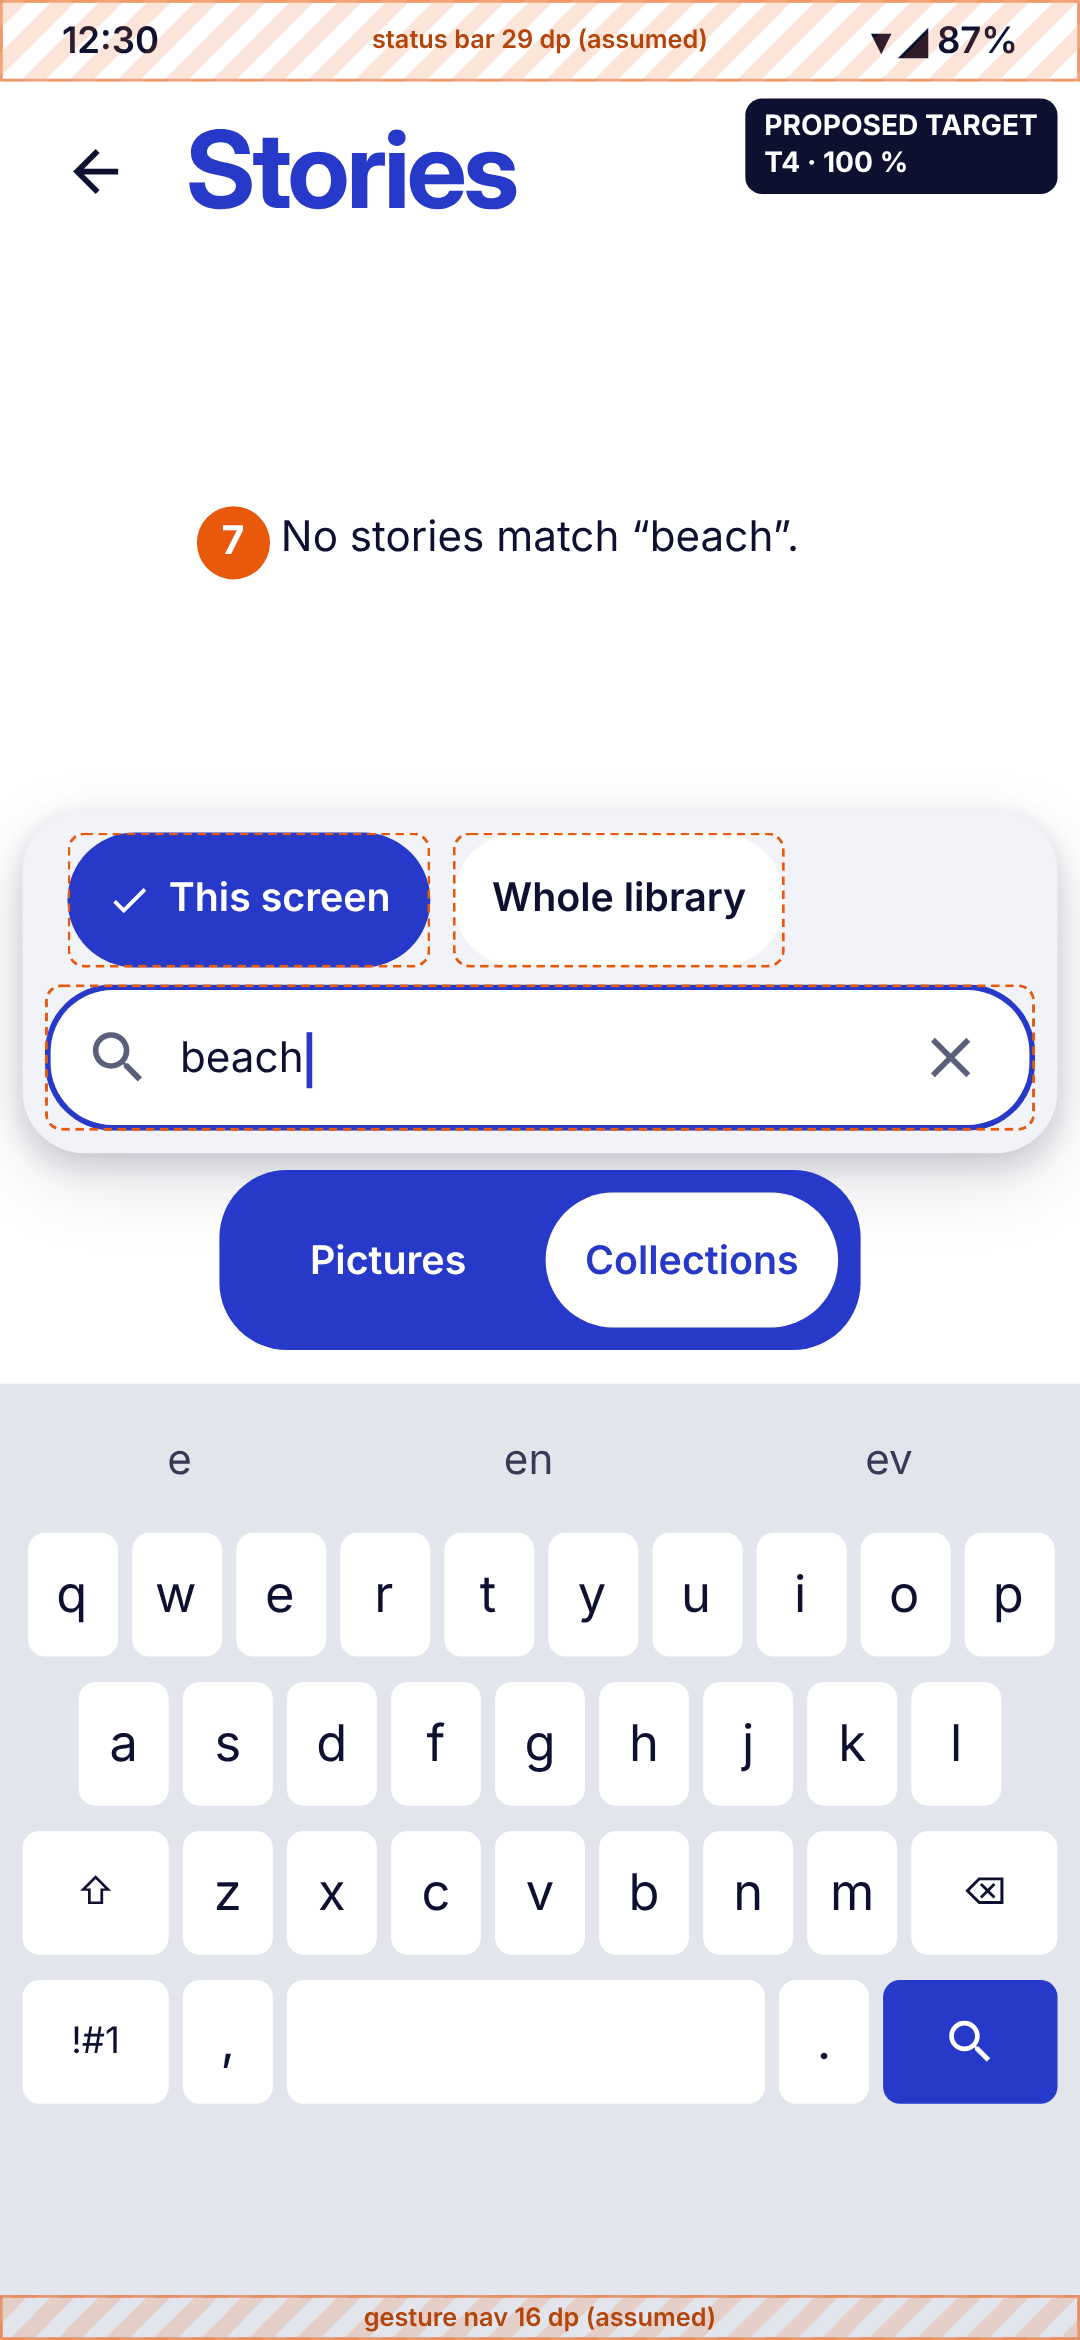 12:30 status bar 29 dp (assumed) 87%
Stories
PROPOSED TARGET
T4 · 100 %
7 No stories match “beach”.
This screen Whole library
beach
Pictures Collections
e en ev
q w e r t y u i o p
a s d f g h j k l
z x c v b n m
!#1 , .
gesture nav 16 dp (assumed)